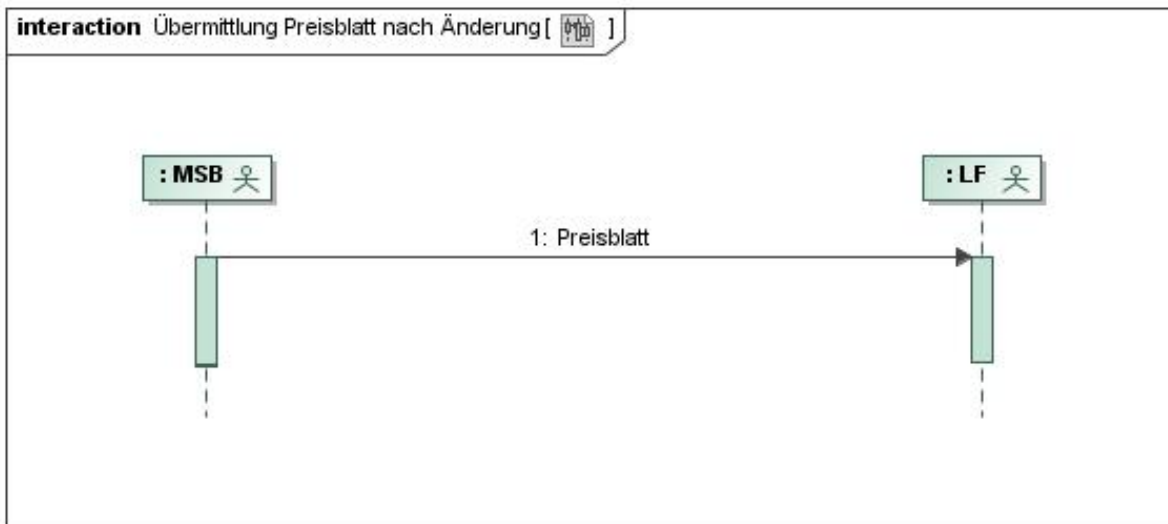 interaction Übermittlung Preisblatt nach Änderung [ ]
: MSB
: LF
1: Preisblatt